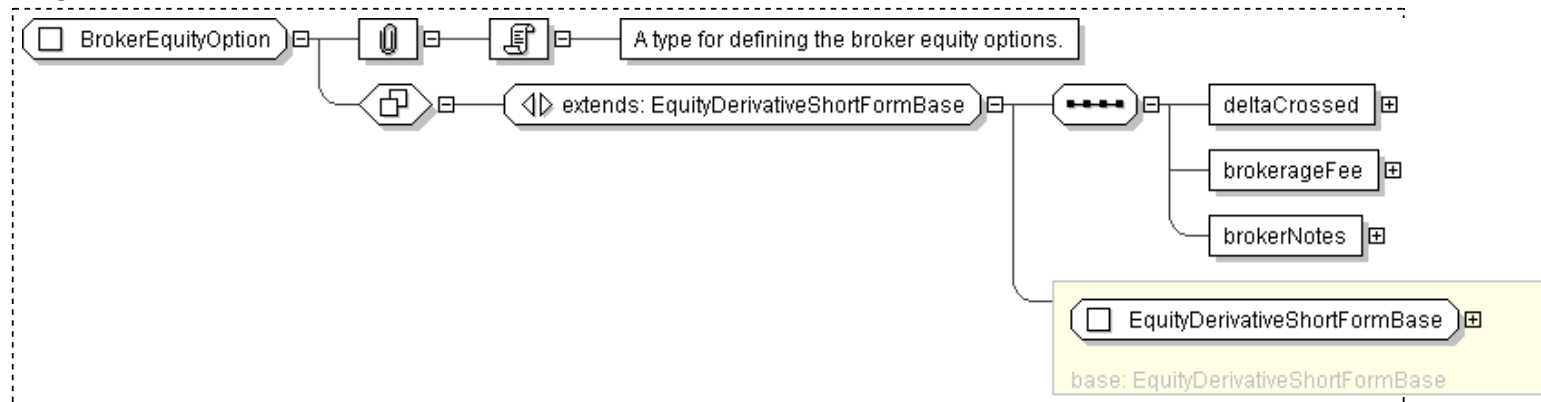 BrokerEquityOption
A type for defining the broker equity options.
extends: EquityDerivativeShortFormBase
deltaCrossed
brokerageFee
brokerNotes
EquityDerivativeShortFormBase
base: EquityDerivativeShortFormBase